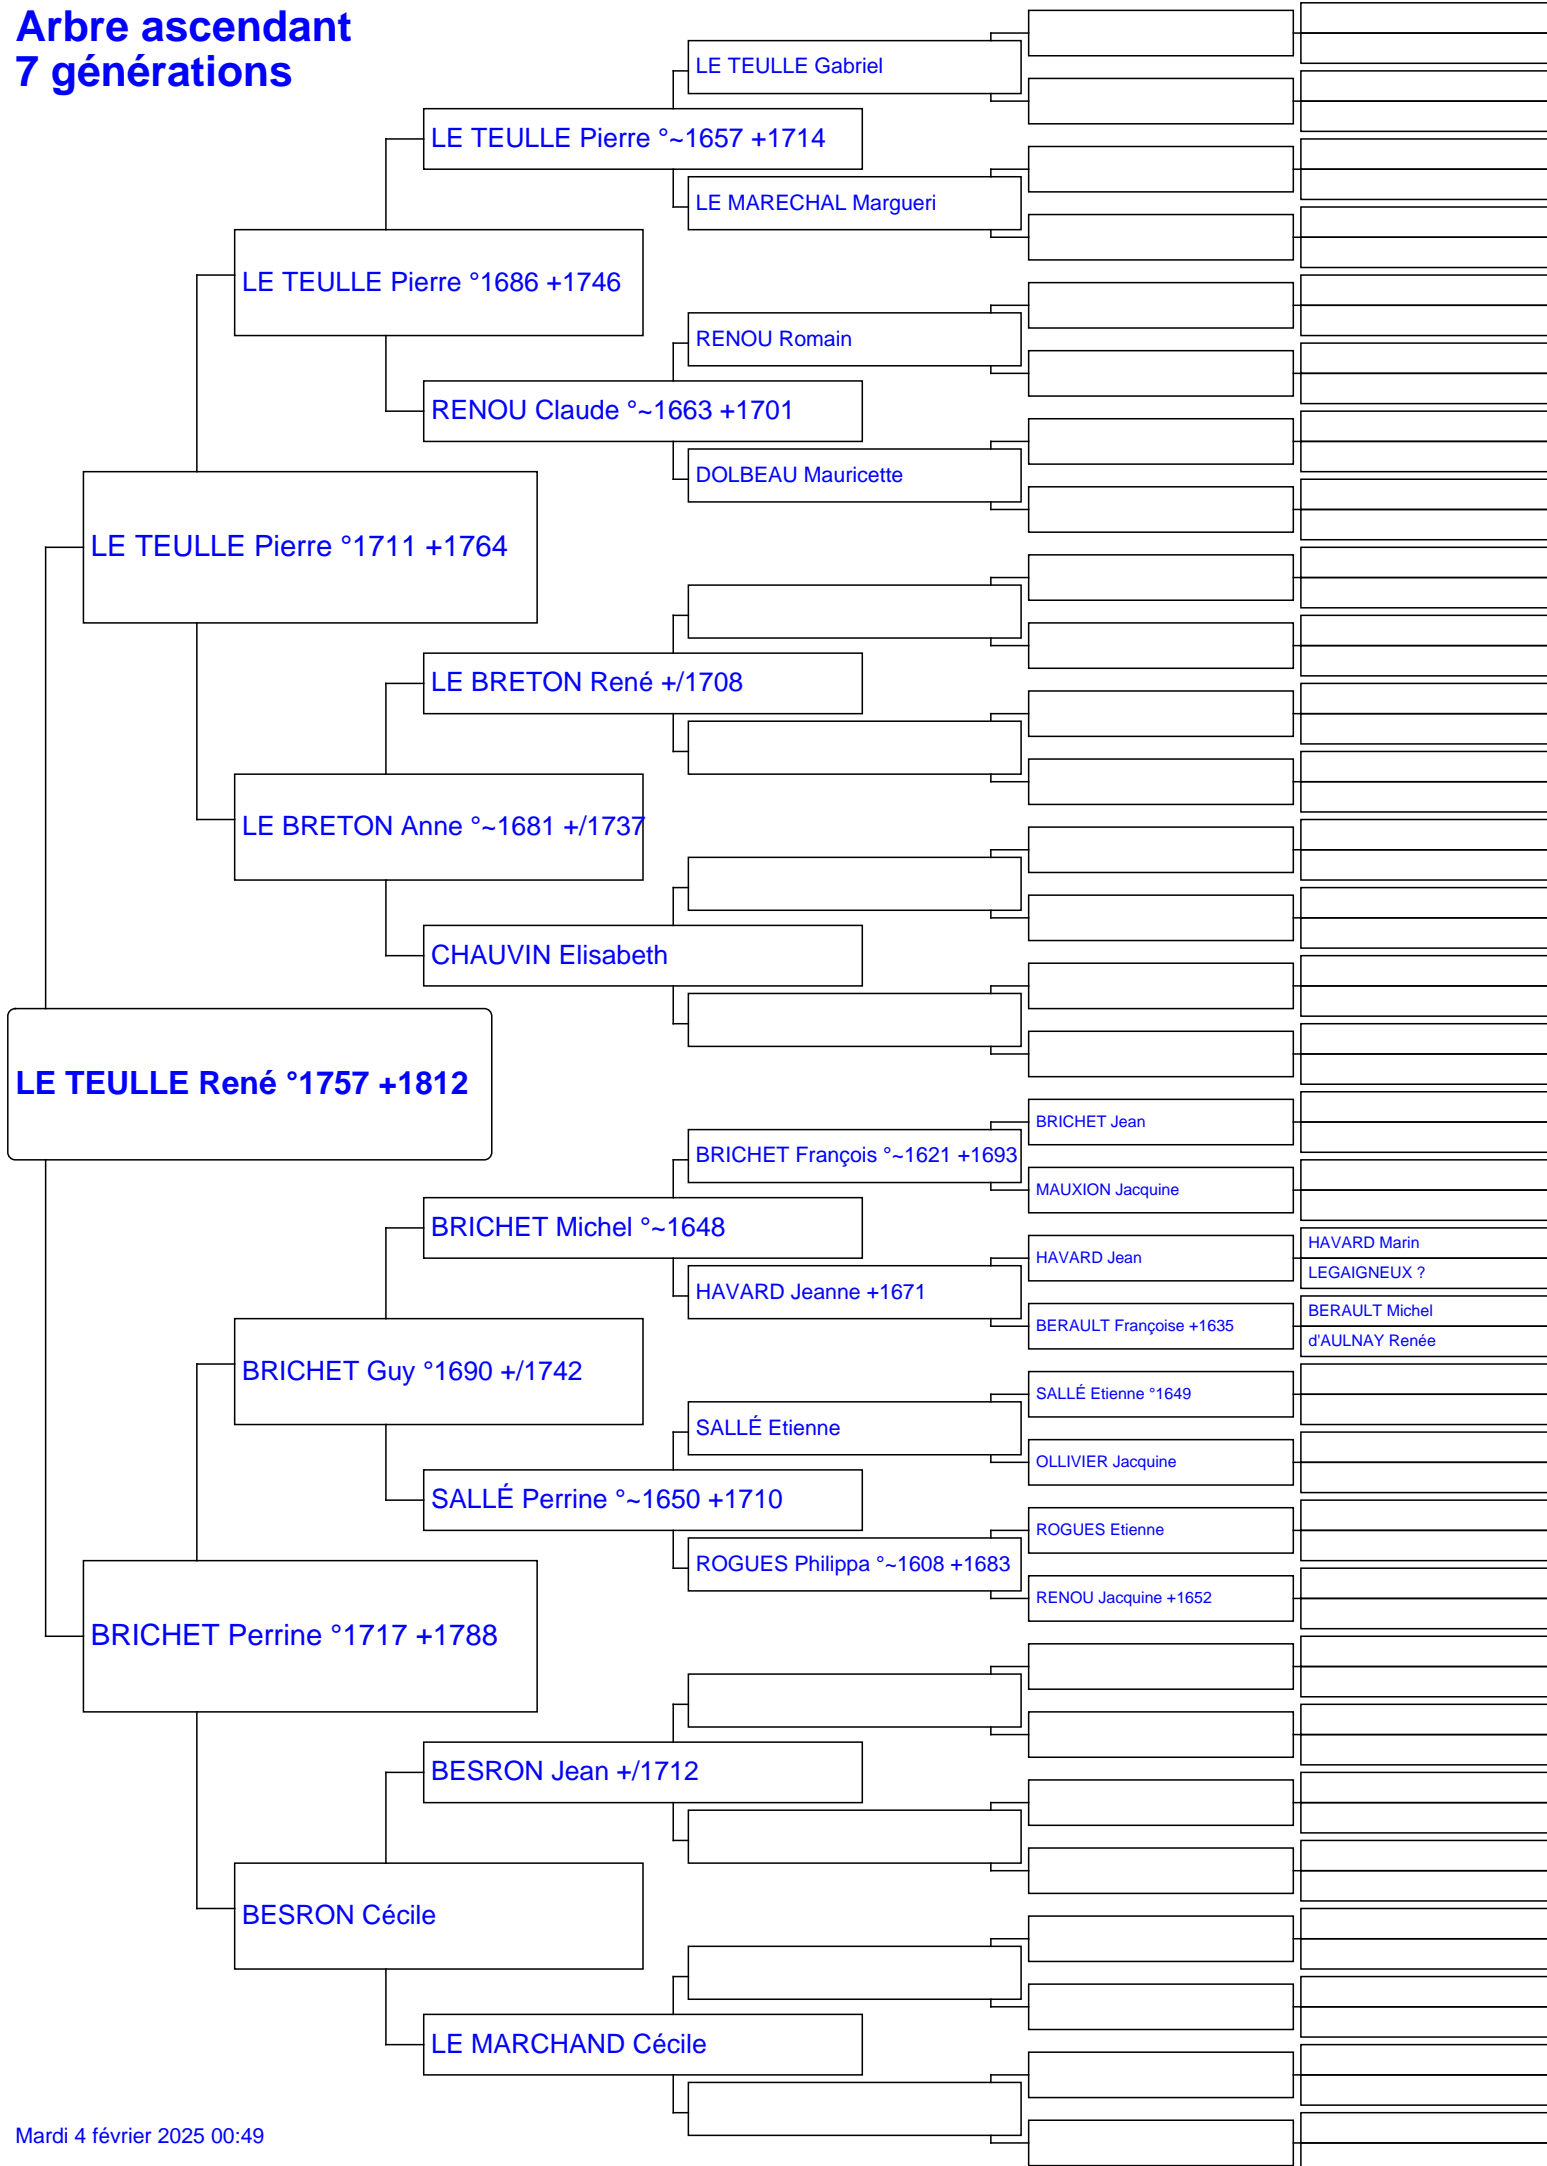 Arbre ascendant
7 générations
LE TEULLE Gabriel
LE TEULLE Pierre °~1657 +1714
LE MARECHAL Margueri
LE TEULLE Pierre °1686 +1746
RENOU Romain
RENOU Claude °~1663 +1701
DOLBEAU Mauricette
LE TEULLE Pierre °1711 +1764
LE BRETON René +/1708
LE BRETON Anne °~1681 +/1737
CHAUVIN Elisabeth
LE TEULLE René °1757 +1812
BRICHET Jean
BRICHET François °~1621 +1693
MAUXION Jacquine
BRICHET Michel °~1648
HAVARD Marin
HAVARD Jean
LEGAIGNEUX ?
HAVARD Jeanne +1671
BERAULT Michel
BERAULT Françoise +1635
d'AULNAY Renée
BRICHET Guy °1690 +/1742
SALLÉ Etienne °1649
SALLÉ Etienne
OLLIVIER Jacquine
SALLÉ Perrine °~1650 +1710
ROGUES Etienne
ROGUES Philippa °~1608 +1683
RENOU Jacquine +1652
BRICHET Perrine °1717 +1788
BESRON Jean +/1712
BESRON Cécile
LE MARCHAND Cécile
Mardi 4 février 2025 00:49